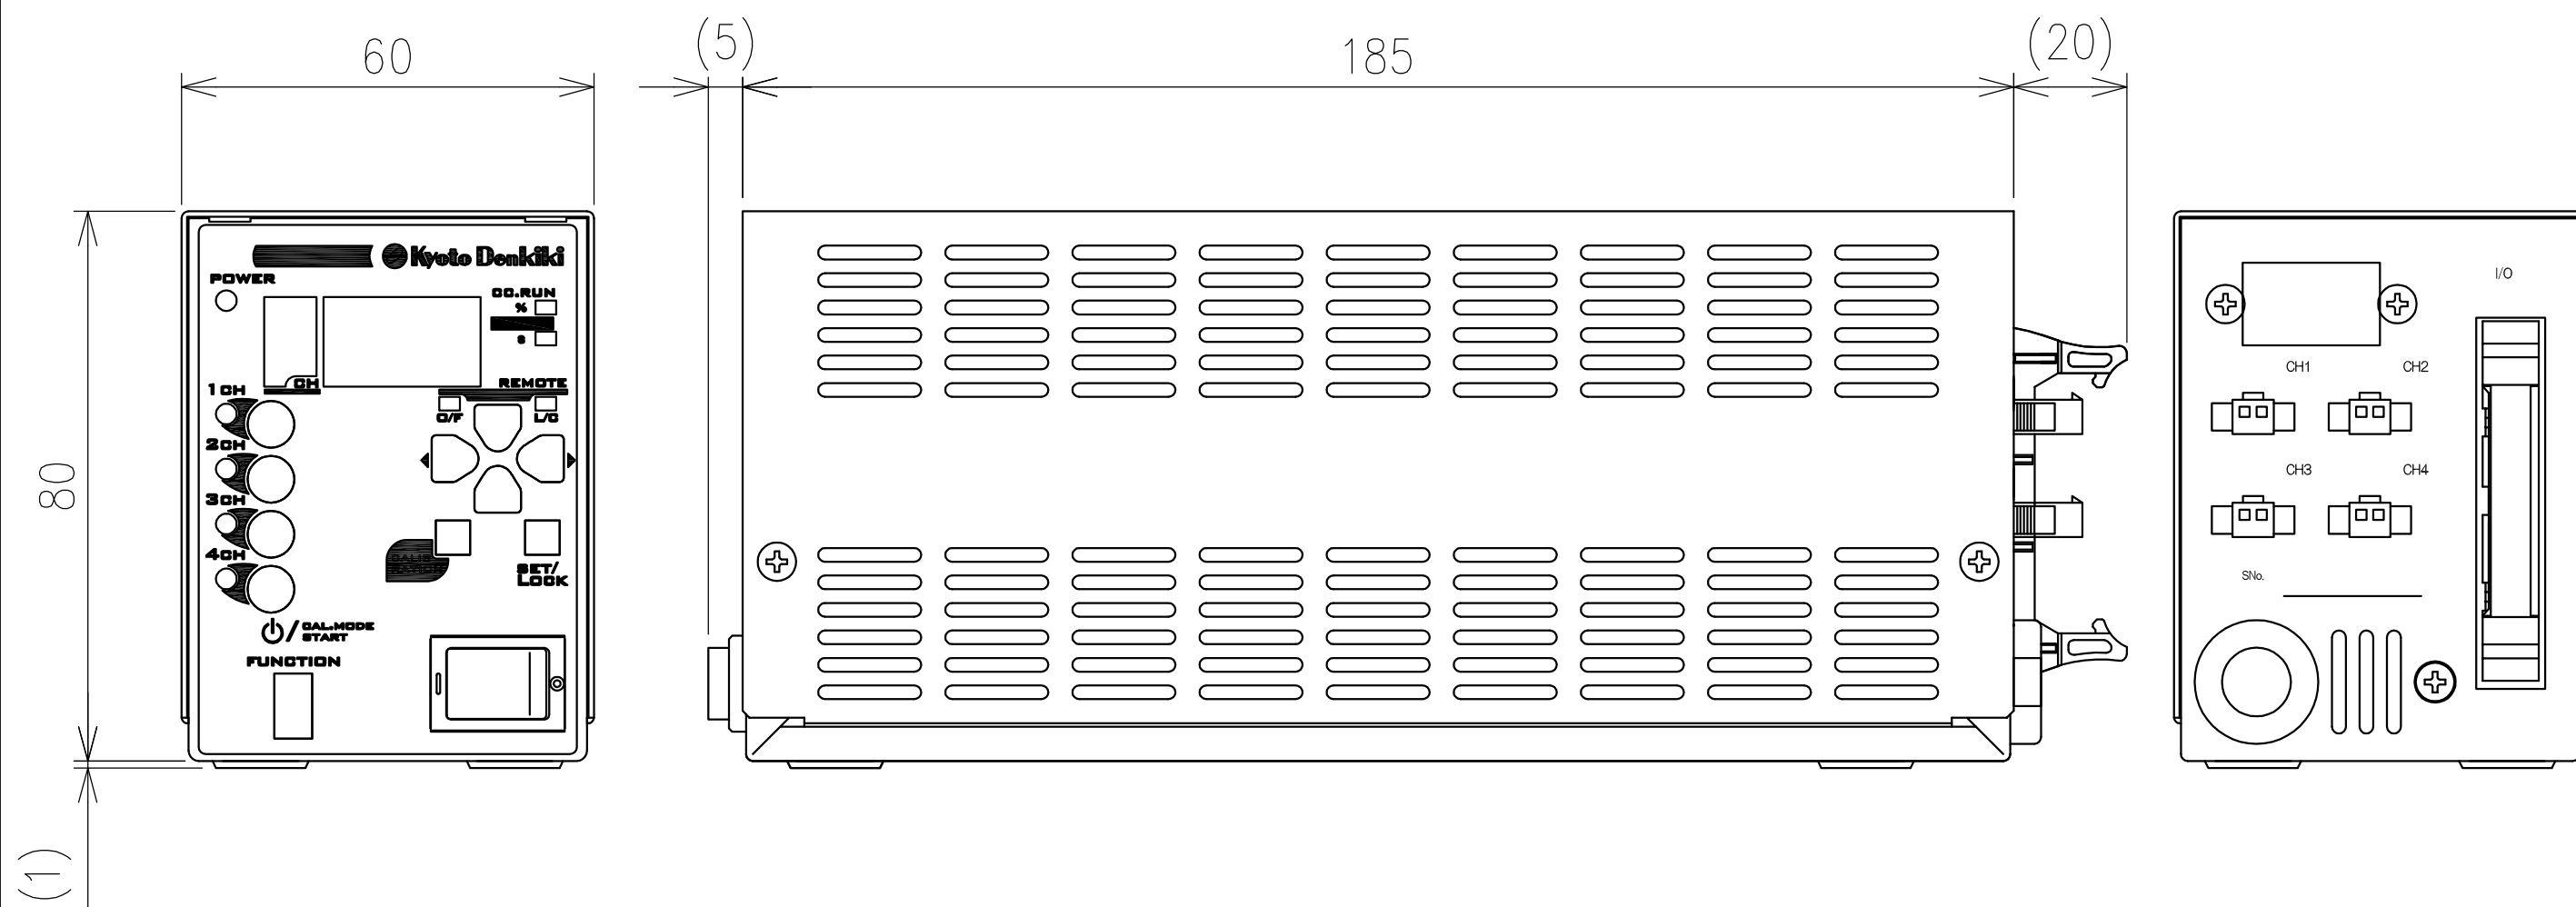 60
(5)
185
(20)
80
(1)
Kyoto Denkiki
POWER
CC.RUN
%
S
CH
REMOTE
O/F
L/C
1CH
2CH
3CH
4CH
SET/
LOCK
/CAL.MODE
START
FUNCTION
I/O
CH1
CH2
CH3
CH4
SNo.